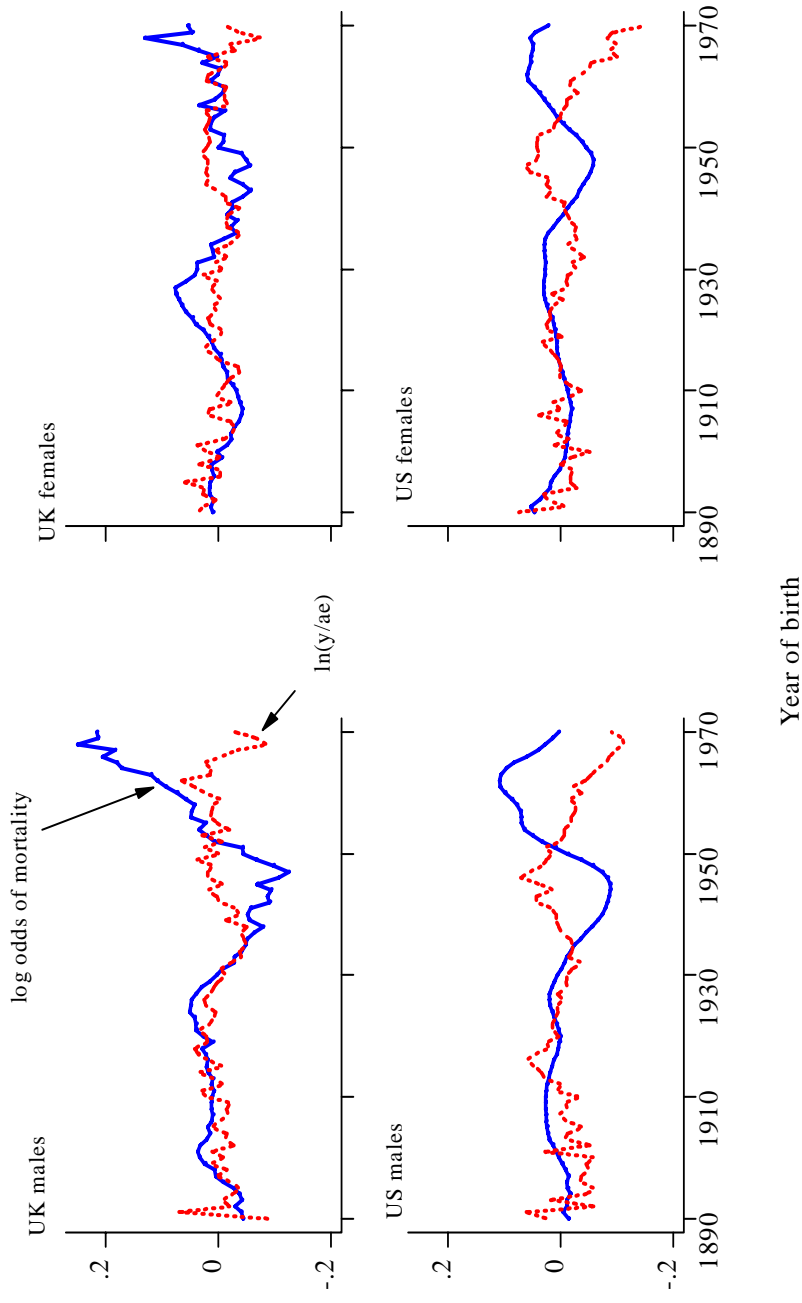 UK males
UK females
log odds of mortality
ln(y/ae)
.2
0
-.2
US males
US females
.2
0
-.2
1890 1910 1930 1950 1970
1890 1910 1930 1950 1970
Year of birth